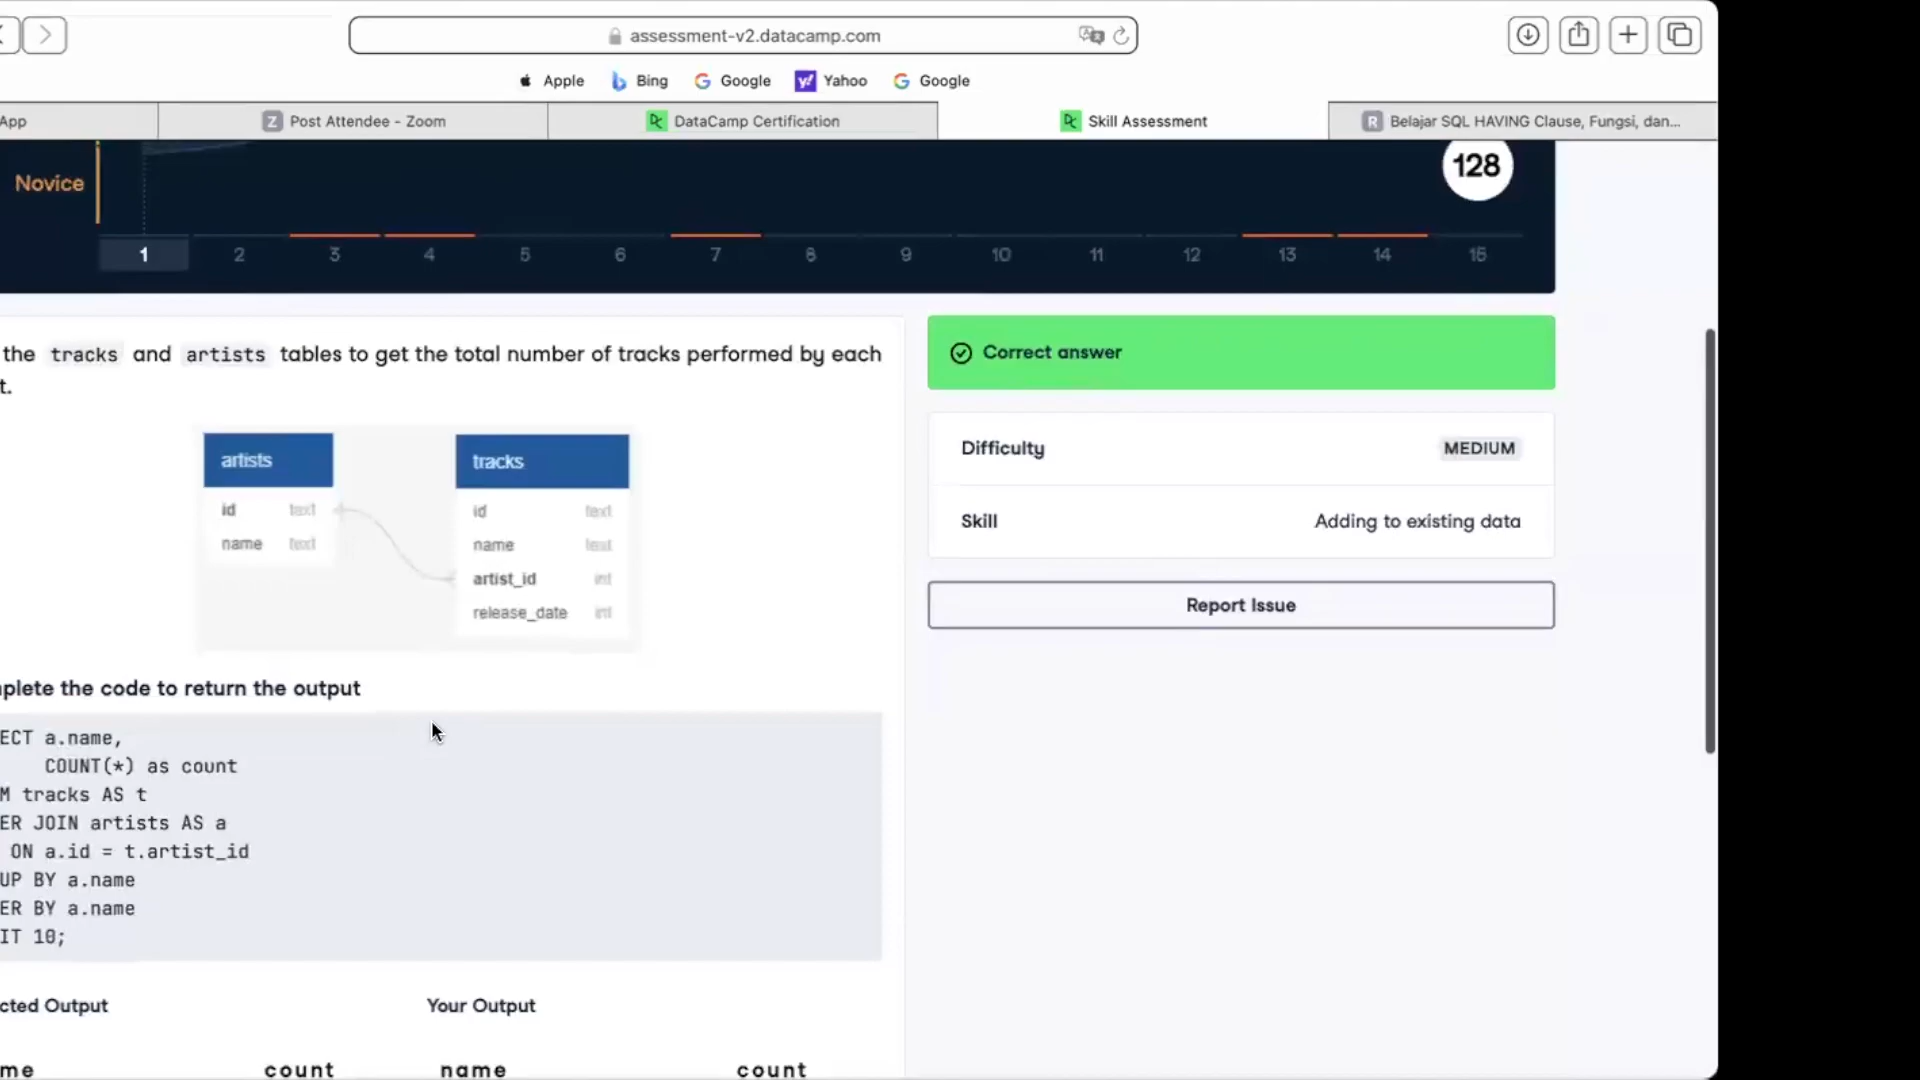 assessment-v2.datacamp.com
Apple Bing Google Yahoo Google
App Post Attendee - Zoom DataCamp Certification Skill Assessment Belajar SQL HAVING Clause, Fungsi, dan...
Novice
128
1 2 3 4 5 6 7 8 9 10 11 12 13 14 15
the tracks and artists tables to get the total number of tracks performed by each
t.
Correct answer
artists
id text
name text
tracks
id text
name text
artist_id int
release_date int
Difficulty MEDIUM
Skill Adding to existing data
Report Issue
plete the code to return the output
ECT a.name,
COUNT(*) as count
M tracks AS t
ER JOIN artists AS a
ON a.id = t.artist_id
UP BY a.name
ER BY a.name
IT 10;
cted Output Your Output
me count name count